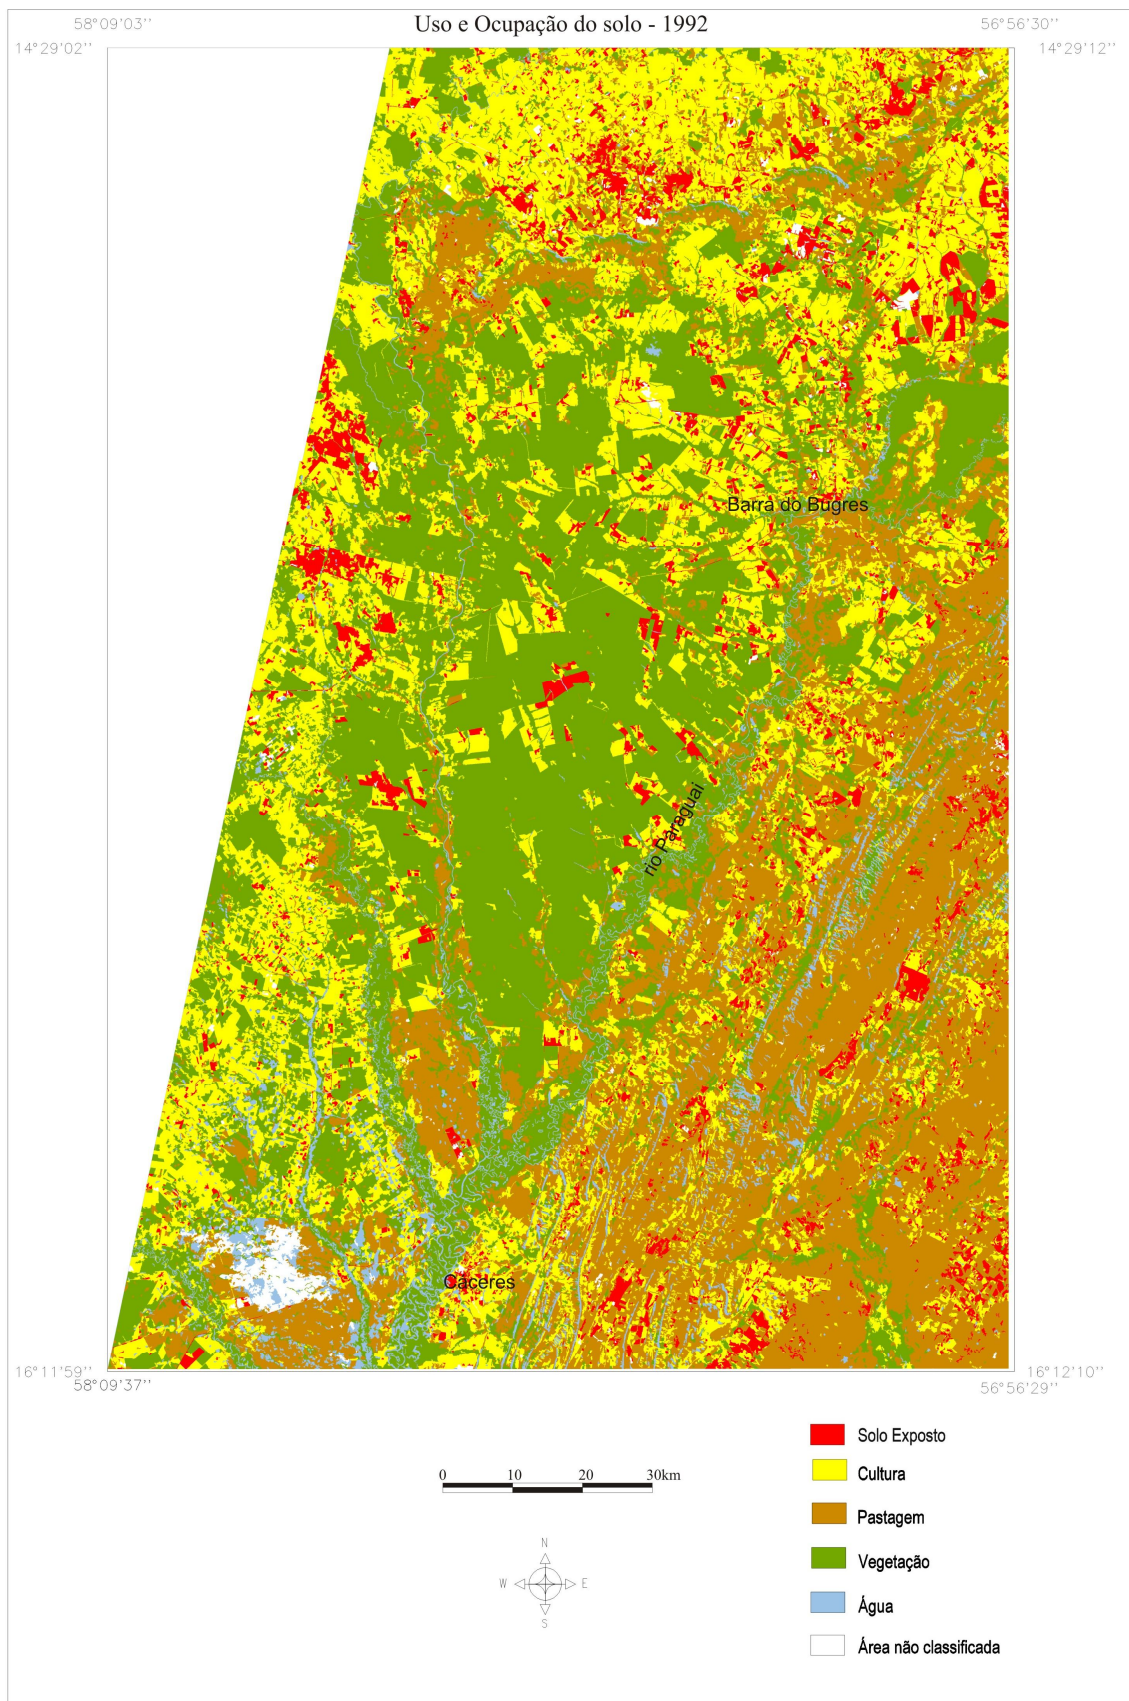 Uso e Ocupação do solo - 1992
58°09'03''
56°56'30''
14°29'02''
14°29'12''
Barra do Bugres
rio Paraguai
Cáceres
16°11'59''
16°12'10''
58°09'37''
56°56'29''
Solo Exposto
Cultura
Pastagem
Vegetação
Água
Área não classificada
0 10 20 30km
N
W E
S